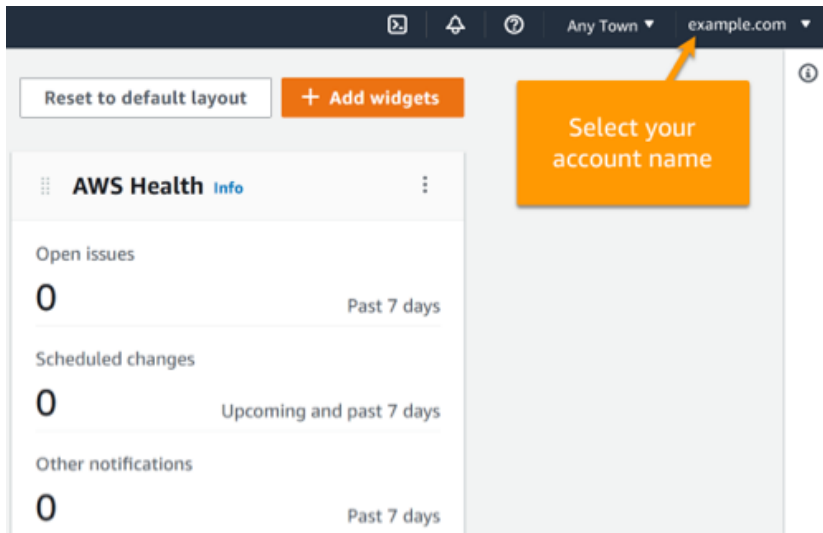 Any Town example.com
Reset to default layout + Add widgets
Select your
account name
AWS Health Info
Open issues
0 Past 7 days
Scheduled changes
0 Upcoming and past 7 days
Other notifications
0 Past 7 days